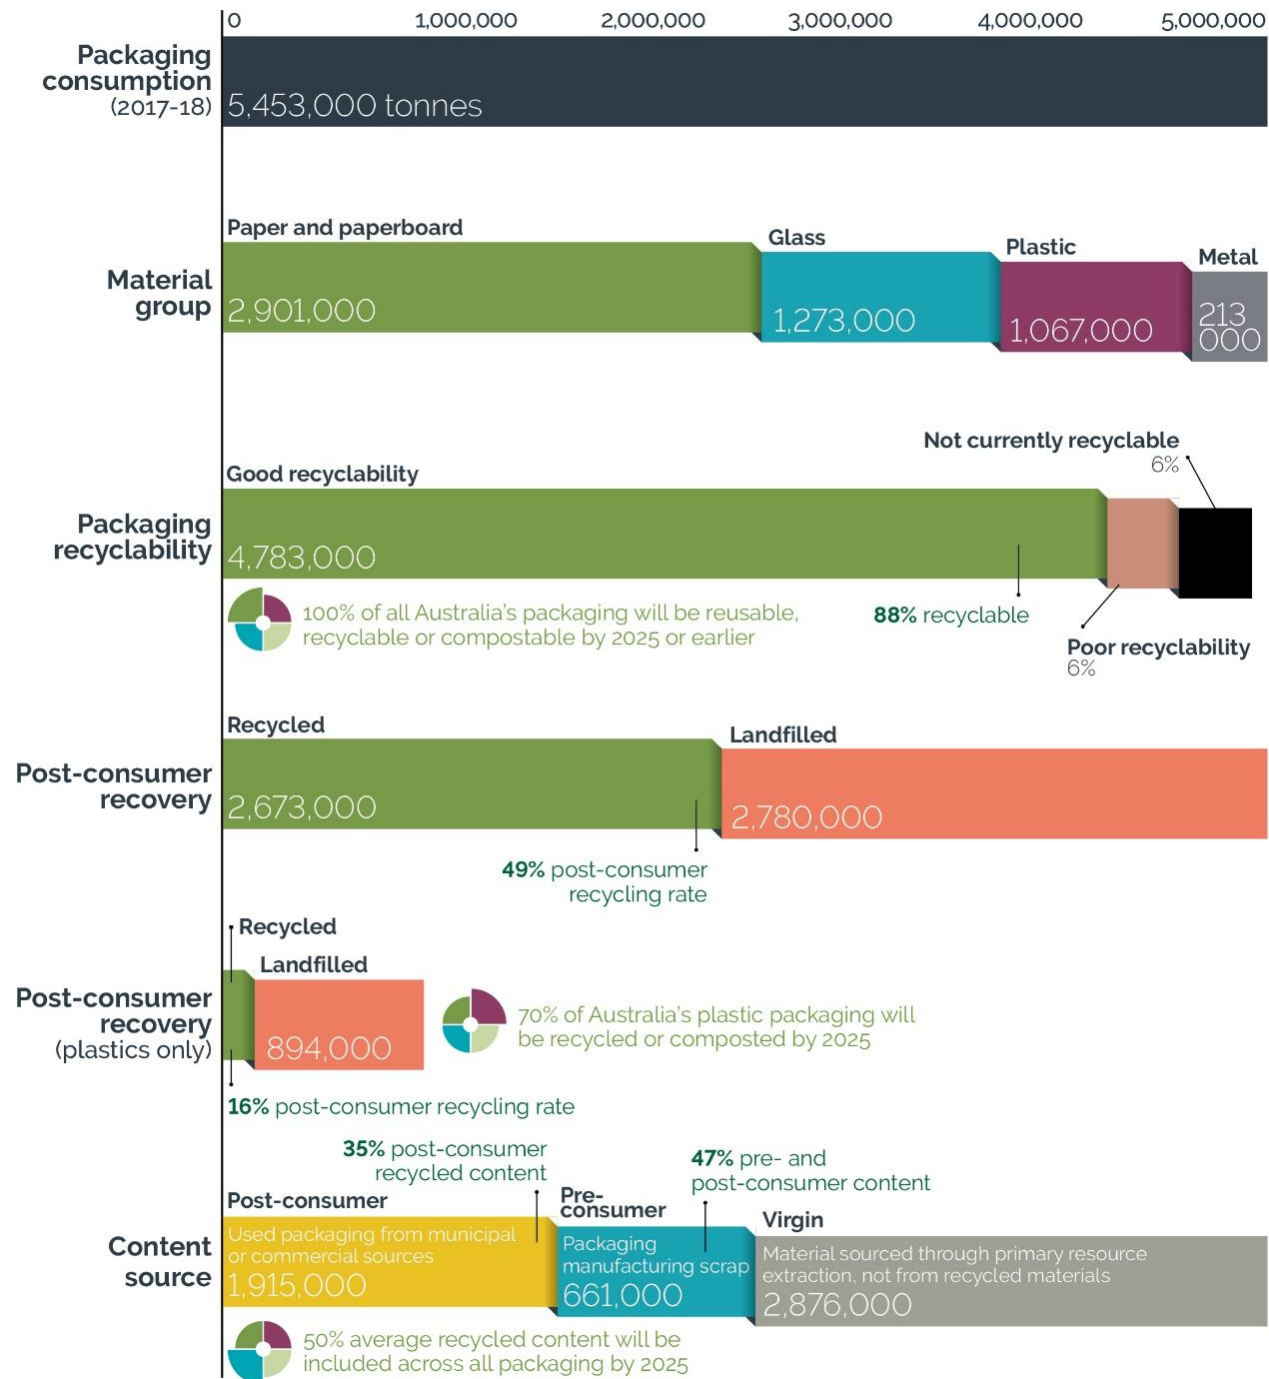 0 1,000,000 2,000,000 3,000,000 4,000,000 5,000,000
Packaging
consumption
(2017-18)
5,453,000 tonnes
Material
group
Paper and paperboard
2,901,000
Glass
1,273,000
Plastic
1,067,000
Metal
213
000
Packaging
recyclability
Good recyclability
4,783,000
Not currently recyclable
6%
88% recyclable
Poor recyclability
6%
100% of all Australia's packaging will be reusable,
recyclable or compostable by 2025 or earlier
Post-consumer
recovery
Recycled
2,673,000
Landfilled
2,780,000
49% post-consumer
recycling rate
Post-consumer
recovery
(plastics only)
Recycled
Landfilled
894,000
16% post-consumer recycling rate
70% of Australia's plastic packaging will
be recycled or composted by 2025
Content
source
35% post-consumer
recycled content
47% pre- and
post-consumer content
Post-consumer
Used packaging from municipal
or commercial sources
1,915,000
Pre-
consumer
Packaging
manufacturing scrap
661,000
Virgin
Material sourced through primary resource
extraction, not from recycled materials
2,876,000
50% average recycled content will be
included across all packaging by 2025